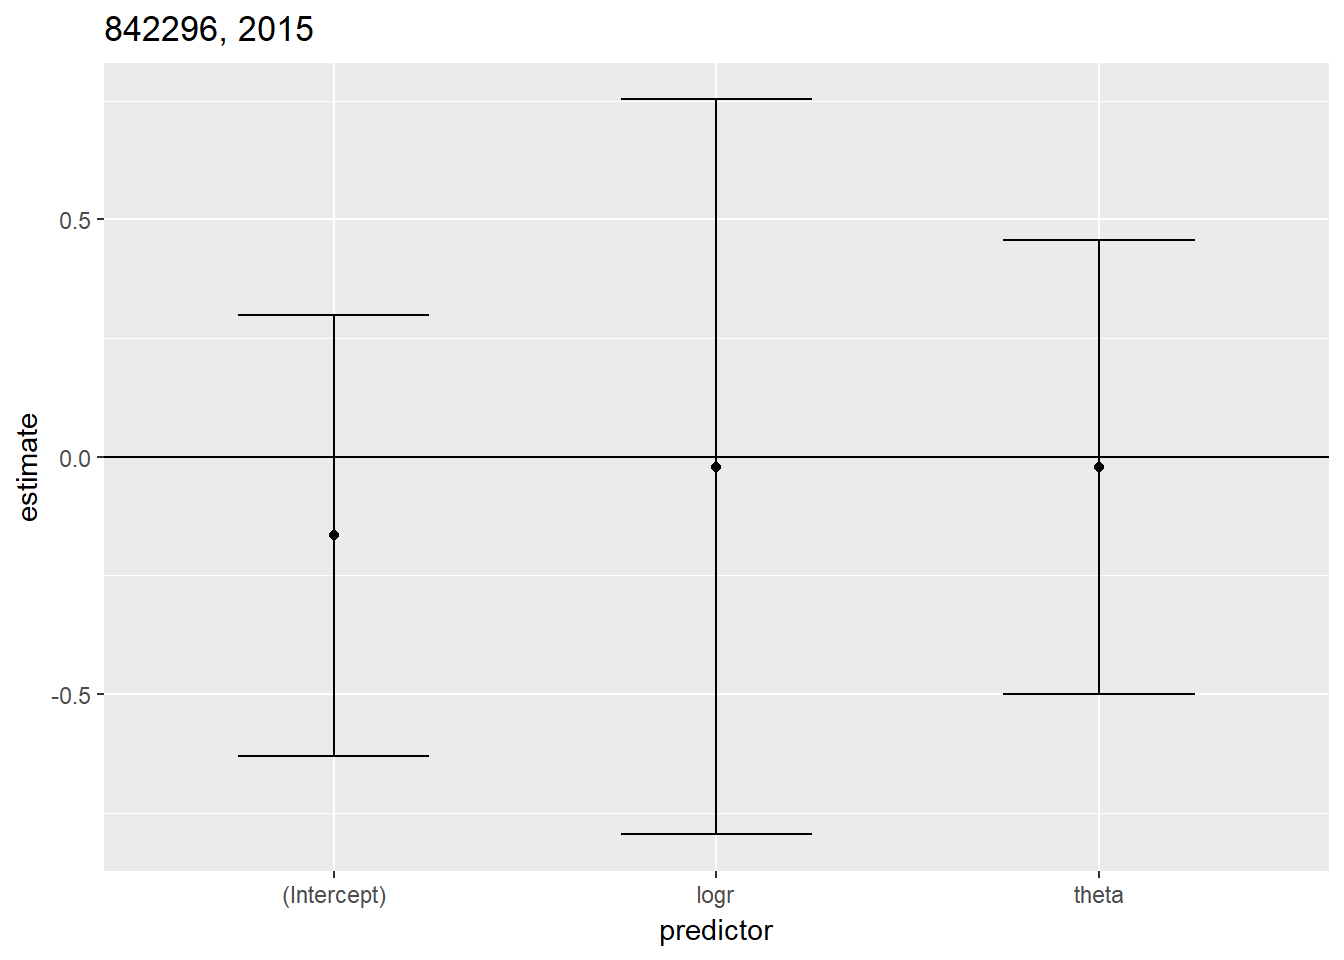 842296, 2015
estimate
0.5
0.0
-0.5
(Intercept)
logr
theta
predictor